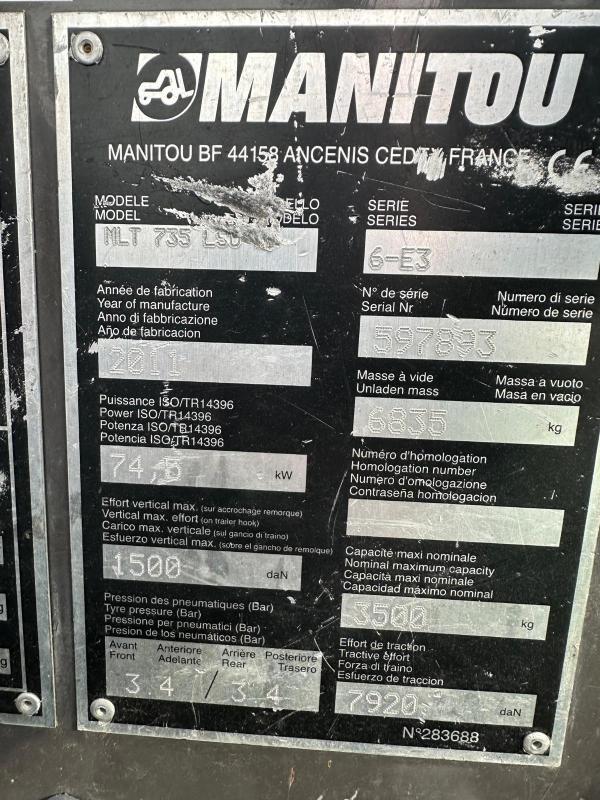 MANITOU
MANITOU BF 44158 ANCENIS CEDEX FRANCE CE
MODELE
MODEL
MLT 735
Année de fabrication
Year of manufacture
Anno di fabbricazione
Año de fabricacion
2011
Puissance ISO/TR14396
Power ISO/TR14396
Potenza ISO/TR14396
Potencia ISO/TR14396
74,5 kW
Effort vertical max. (sur accrochage remorque)
Vertical max. effort (on trailer hook)
Carico max. verticale (sul gancio di traino)
Esfuerzo vertical max. (sobre el gancho de remolque)
1500 daN
Pression des pneumatiques (Bar)
Tyre pressure (Bar)
Pressione per pneumatici (Bar)
Presion de los neumáticos (Bar)
Avant Anteriore Arrière Posteriore
Front Adelante Rear Trasero
3 4 / 3 4
SERIE
SERIES
6-E3
N° de série Numero di serie
Serial Nr Número de serie
597893
Masse à vide Massa a vuoto
Unladen mass Masa en vacio
6835 kg
Numéro d'homologation
Homologation number
Numero d'omologazione
Contraseña homologacion
Capacité maxi nominale
Nominal maximum capacity
Capacità maxi nominale
Capacidad máximo nominal
3500 kg
Effort de traction
Tractive effort
Forza di traino
Esfuerzo de traccion
7920 daN
N°283688